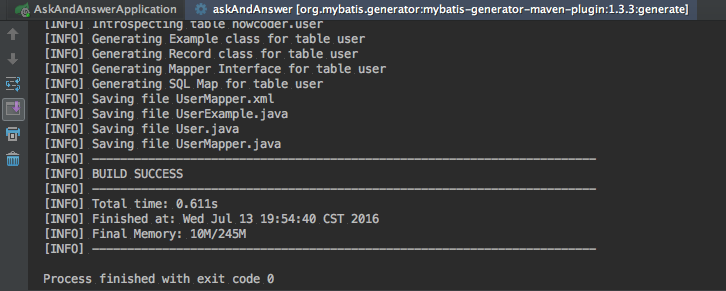 AskAndAnswerApplication
askAndAnswer [org.mybatis.generator:mybatis-generator-maven-plugin:1.3.3:generate]
[INFO] Introspecting table nowcoder.user
[INFO] Generating Example class for table user
[INFO] Generating Record class for table user
[INFO] Generating Mapper Interface for table user
[INFO] Generating SQL Map for table user
[INFO] Saving file UserMapper.xml
[INFO] Saving file UserExample.java
[INFO] Saving file User.java
[INFO] Saving file UserMapper.java
[INFO] ------------------------------------------------------------------------
[INFO] BUILD SUCCESS
[INFO] ------------------------------------------------------------------------
[INFO] Total time: 0.611s
[INFO] Finished at: Wed Jul 13 19:54:40 CST 2016
[INFO] Final Memory: 10M/245M
[INFO] ------------------------------------------------------------------------
Process finished with exit code 0